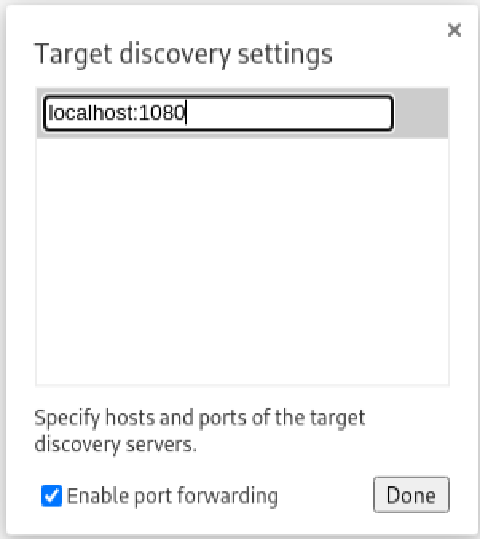 ×
Target discovery settings
localhost:1080
Specify hosts and ports of the target
discovery servers.
Enable port forwarding
Done